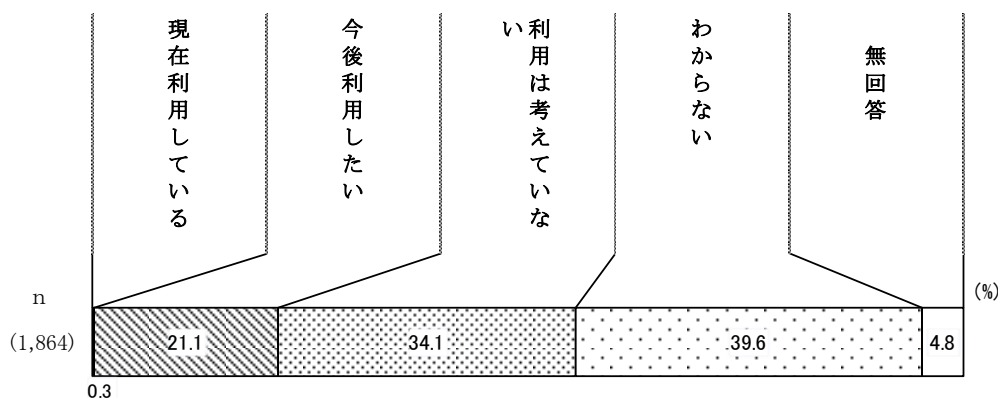 現在利用している
今後利用したい
利用は考えていな
い
わからない
無回答
(%)
n
(1,864)
21.1
34.1
39.6
4.8
0.3